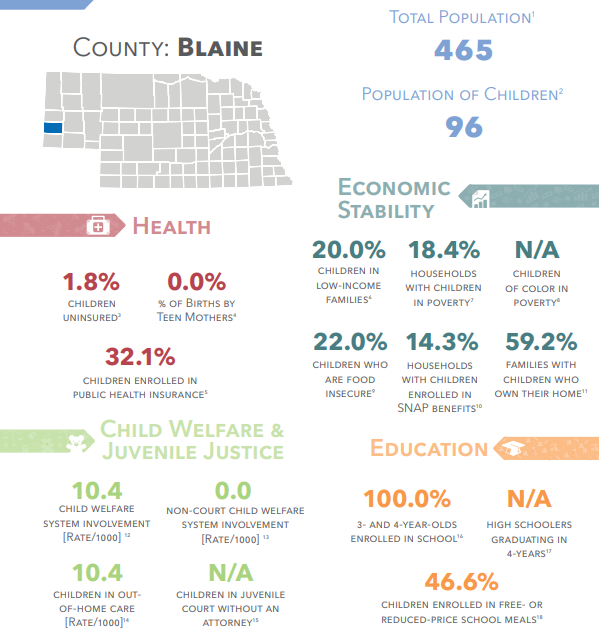 County: Blaine
Total Population1
465
Population of Children2
96
Health
1.8%
children
uninsured3
0.0%
% of Births by
Teen Mothers4
32.1%
children enrolled in
public health insurance5
Economic
Stability
20.0%
children in
low-income
families6
18.4%
households
with children
in poverty7
N/A
children
of color in
poverty8
22.0%
children who
are food
insecure9
14.3%
households
with children
enrolled in
SNAP benefits10
59.2%
families with
children who
own their home11
Child Welfare &
Juvenile Justice
10.4
child welfare
system involvement
[Rate/1000] 12
0.0
non-court child welfare
system involvement
[Rate/1000] 13
10.4
children in out-
of-home care
[Rate/1000]14
N/A
children in juvenile
court without an
attorney15
Education
100.0%
3- and 4-year-olds
enrolled in school16
N/A
high schoolers
graduating in
4-years17
46.6%
children enrolled in free- or
reduced-price school meals18